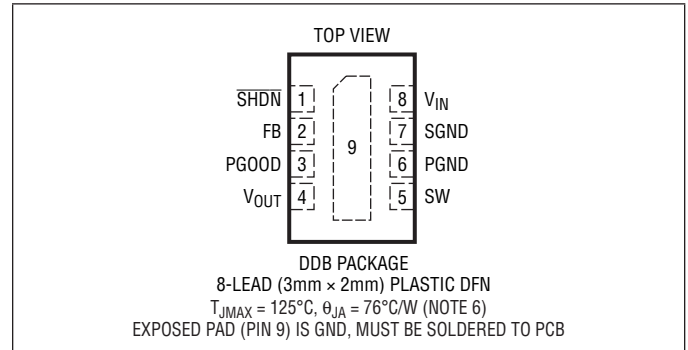 TOP VIEW
SHDN 1 8 VIN
FB 2 7 SGND
9
PGOOD 3 6 PGND
VOUT 4 5 SW
DDB PACKAGE
8-LEAD (3mm × 2mm) PLASTIC DFN
TJMAX = 125°C, θJA = 76°C/W (NOTE 6)
EXPOSED PAD (PIN 9) IS GND, MUST BE SOLDERED TO PCB